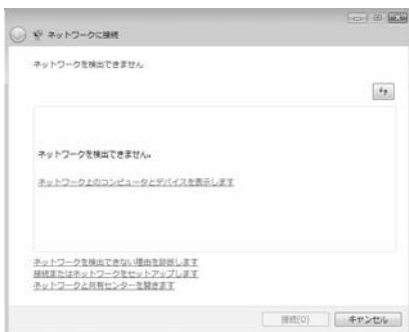 ネットワークに接続
ネットワークを検出できません
ネットワークを検出できません。
ネットワーク上のコンピュータとデバイスを表示します
ネットワークを検出できない理由を診断します
接続またはネットワークをセットアップします
ネットワークと共有センターを開きます
接続(O)
キャンセル